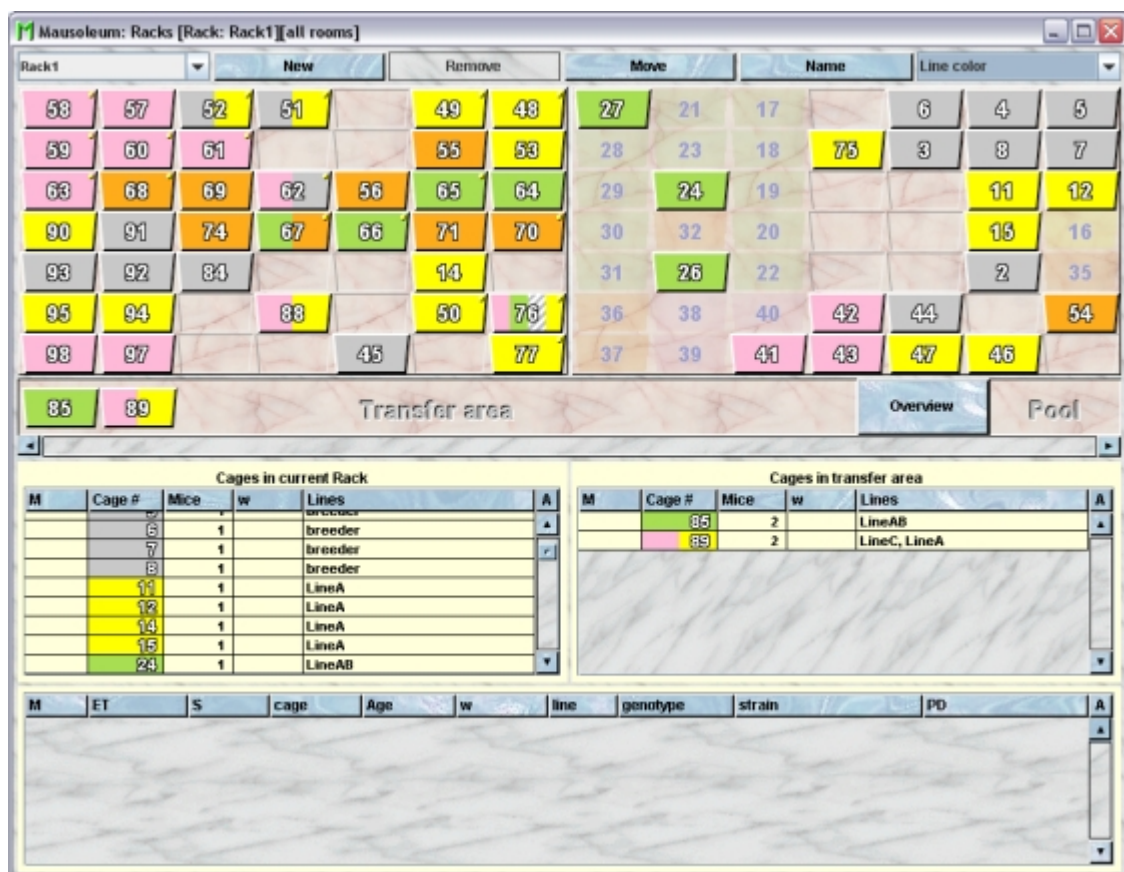 Mausoleum: Racks [Rack: Rack1][all rooms]
Rack1 New Remove Move Name Line color
58 57 52 51 49 48 27 21 17 6 4 5
59 60 61 55 53 28 23 18 75 3 8 7
63 68 69 62 56 65 64 29 24 19 11 12
90 91 74 67 66 71 70 30 32 20 15 16
93 92 84 14 31 26 22 2 35
95 94 88 50 76 36 38 40 42 44 54
98 97 45 77 37 39 41 43 47 46
85 89 Transfer area Overview Pool
Cages in current Rack
M Cage # Mice w Lines A
5 1 breeder
6 1 breeder
7 1 breeder
8 1 breeder
11 1 LineA
12 1 LineA
14 1 LineA
15 1 LineA
24 1 LineAB
Cages in transfer area
M Cage # Mice w Lines A
85 2 LineAB
89 2 LineC, LineA
M ET S cage Age w line genotype strain PD A